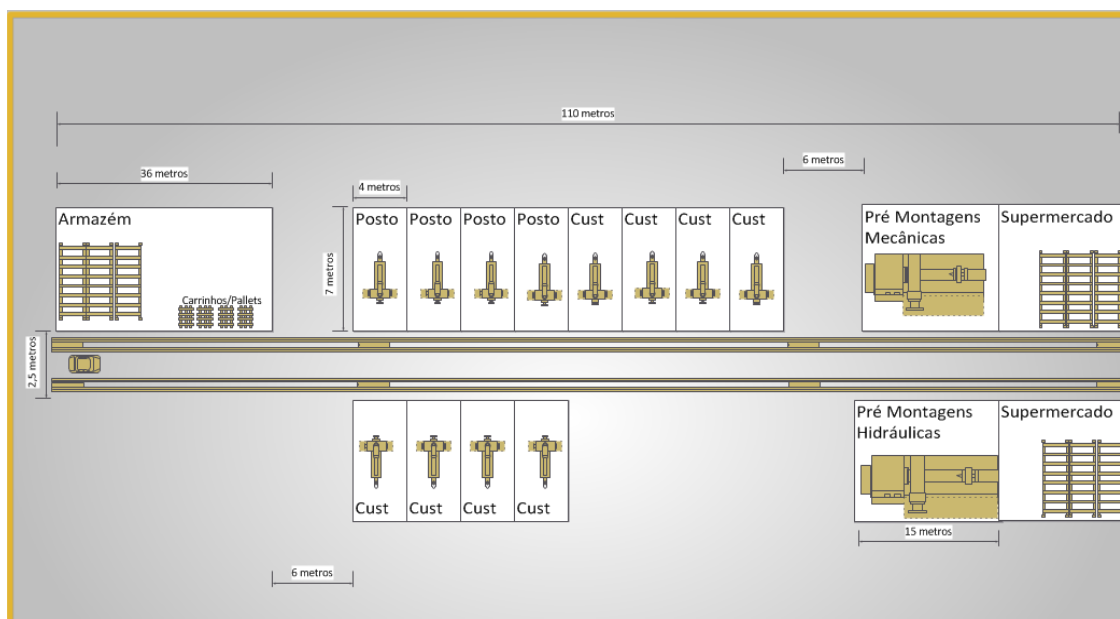 110 metros
6 metros
36 metros
4 metros
Armazém
Posto
Posto
Posto
Posto
Cust
Cust
Cust
Cust
Pré Montagens
Mecânicas
Supermercado
7 metros
Carrinhos/Pallets
2,5 metros
Pré Montagens
Hidráulicas
Supermercado
Cust
Cust
Cust
Cust
15 metros
6 metros